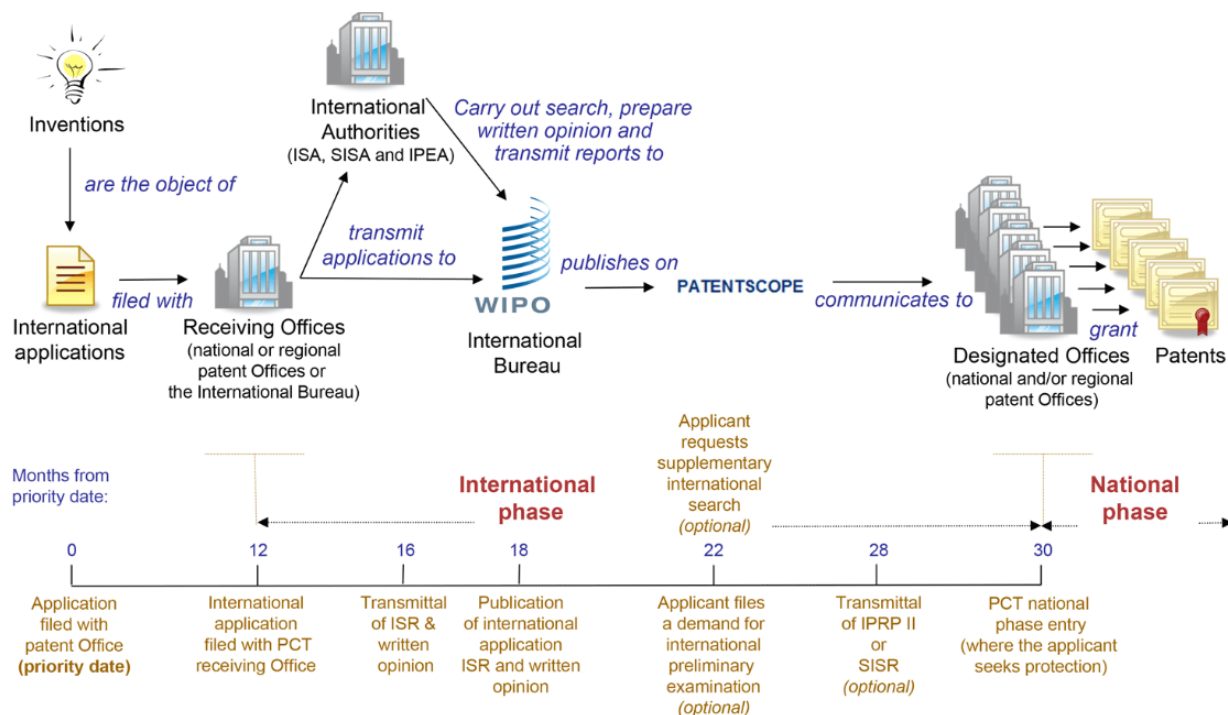 Inventions
are the object of
International
applications
filed with
Receiving Offices
(national or regional
patent Offices or
the International Bureau)
International
Authorities
(ISA, SISA and IPEA)
transmit
applications to
Carry out search, prepare
written opinion and
transmit reports to
WIPO
International
Bureau
publishes on
PATENTSCOPE
communicates to
Designated Offices
(national and/or regional
patent Offices)
grant
Patents
Months from
priority date:
International
phase
Applicant
requests
supplementary
international
search
(optional)
National
phase
0
12
16
18
22
28
30
Application
filed with
patent Office
(priority date)
International
application
filed with PCT
receiving Office
Transmittal
of ISR &
written
opinion
Publication
of international
application
ISR and written
opinion
Applicant files
a demand for
international
preliminary
examination
(optional)
Transmittal
of IPRP II
or
SISR
(optional)
PCT national
phase entry
(where the applicant
seeks protection)